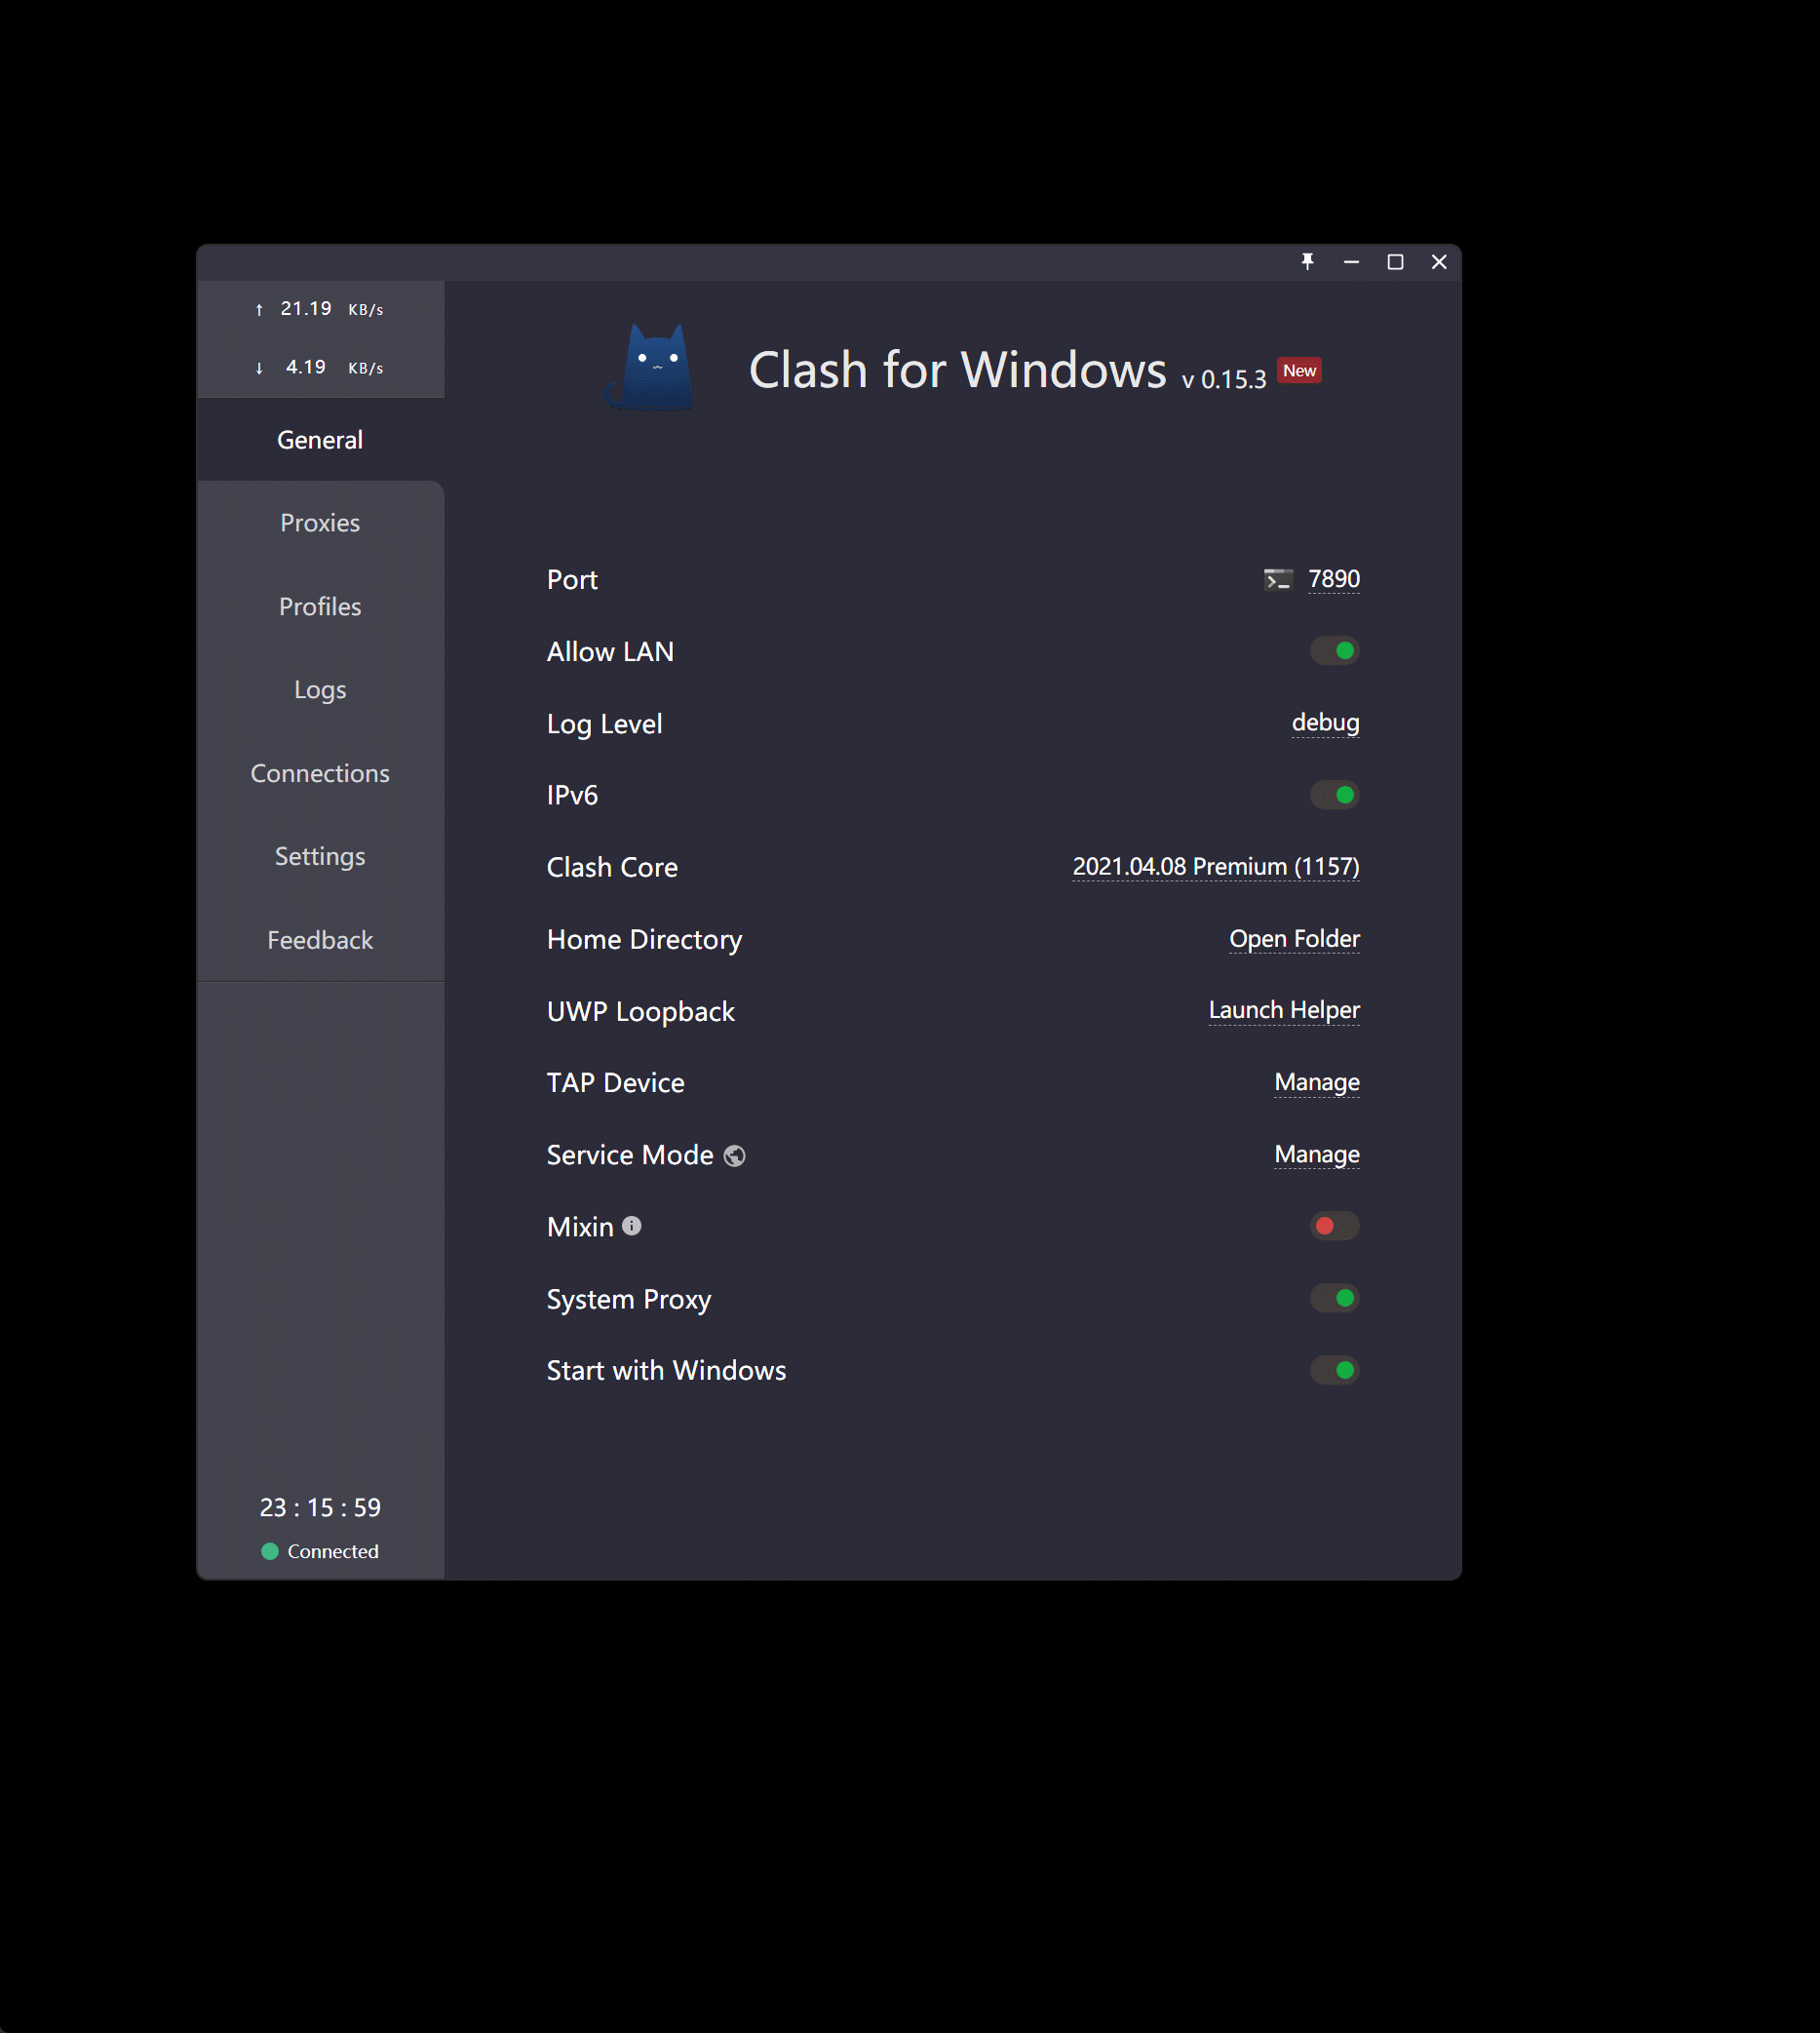 ↑ 21.19 KB/s
↓ 4.19 KB/s
General
Proxies
Profiles
Logs
Connections
Settings
Feedback
23 : 15 : 59
Connected
Clash for Windows v 0.15.3 New
Port 7890
Allow LAN
Log Level debug
IPv6
Clash Core 2021.04.08 Premium (1157)
Home Directory Open Folder
UWP Loopback Launch Helper
TAP Device Manage
Service Mode Manage
Mixin
System Proxy
Start with Windows